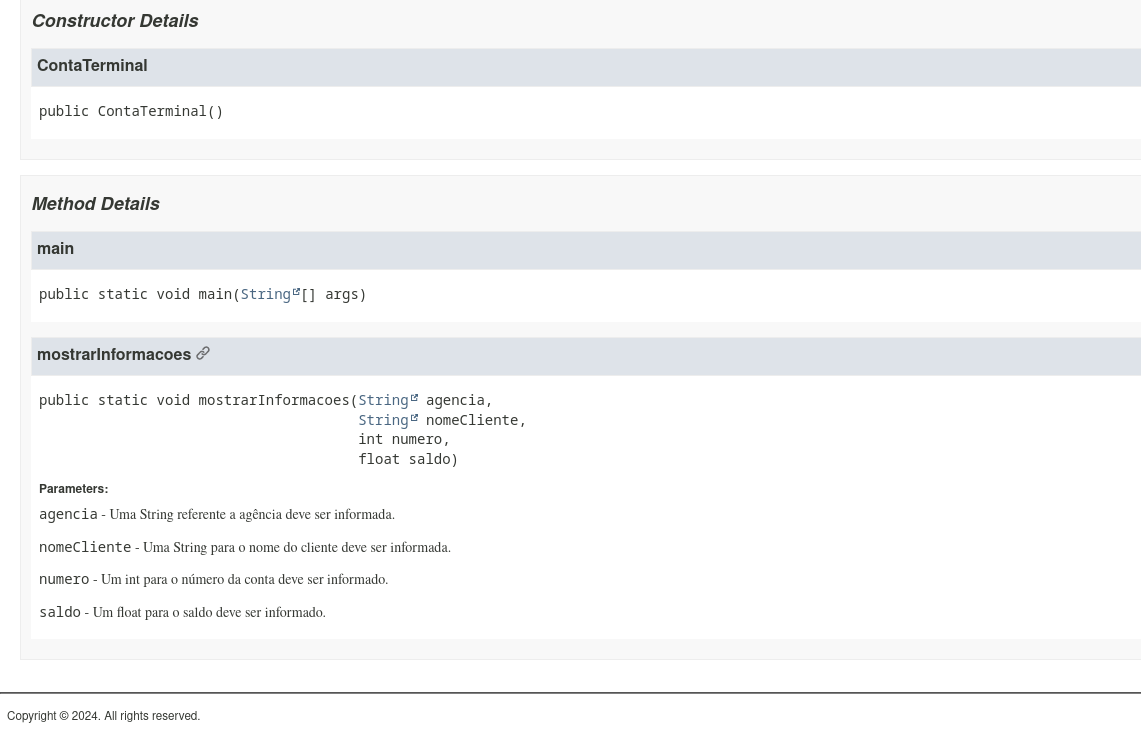 Constructor Details
ContaTerminal
public ContaTerminal()
Method Details
main
public static void main(String[] args)
mostrarInformacoes
public static void mostrarInformacoes(String agencia,
String nomeCliente,
int numero,
float saldo)
Parameters:
agencia - Uma String referente a agência deve ser informada.
nomeCliente - Uma String para o nome do cliente deve ser informada.
numero - Um int para o número da conta deve ser informado.
saldo - Um float para o saldo deve ser informado.
Copyright © 2024. All rights reserved.